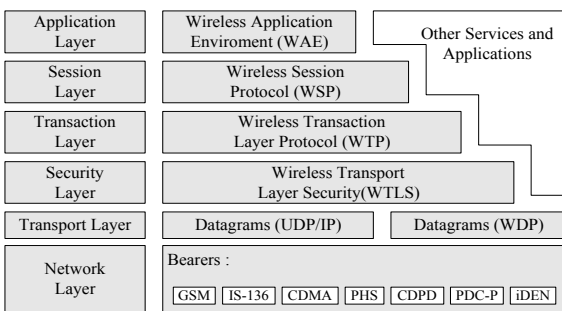 Application
Layer
Wireless Application
Enviroment (WAE)
Other Services and
Applications
Session
Layer
Wireless Session
Protocol (WSP)
Transaction
Layer
Wireless Transaction
Layer Protocol (WTP)
Security
Layer
Wireless Transport
Layer Security(WTLS)
Transport Layer
Datagrams (UDP/IP)
Datagrams (WDP)
Network
Layer
Bearers :
GSM IS-136 CDMA PHS CDPD PDC-P iDEN